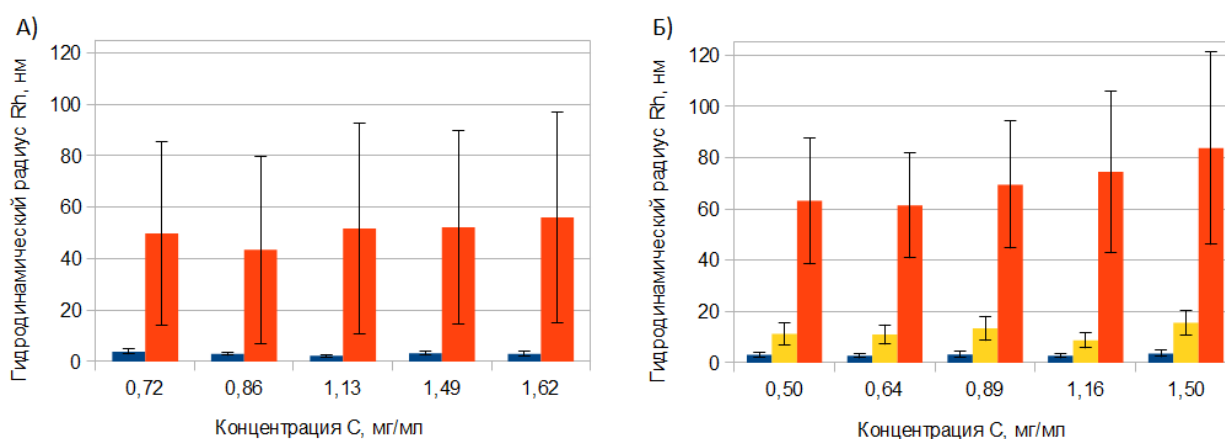 А)
Гидродинамический радиус Rh, нм
120
100
80
60
40
20
0
0,72 0,86 1,13 1,49 1,62
Концентрация С, мг/мл
Б)
Гидродинамический радиус Rh, нм
120
100
80
60
40
20
0
0,50 0,64 0,89 1,16 1,50
Концентрация С, мг/мл